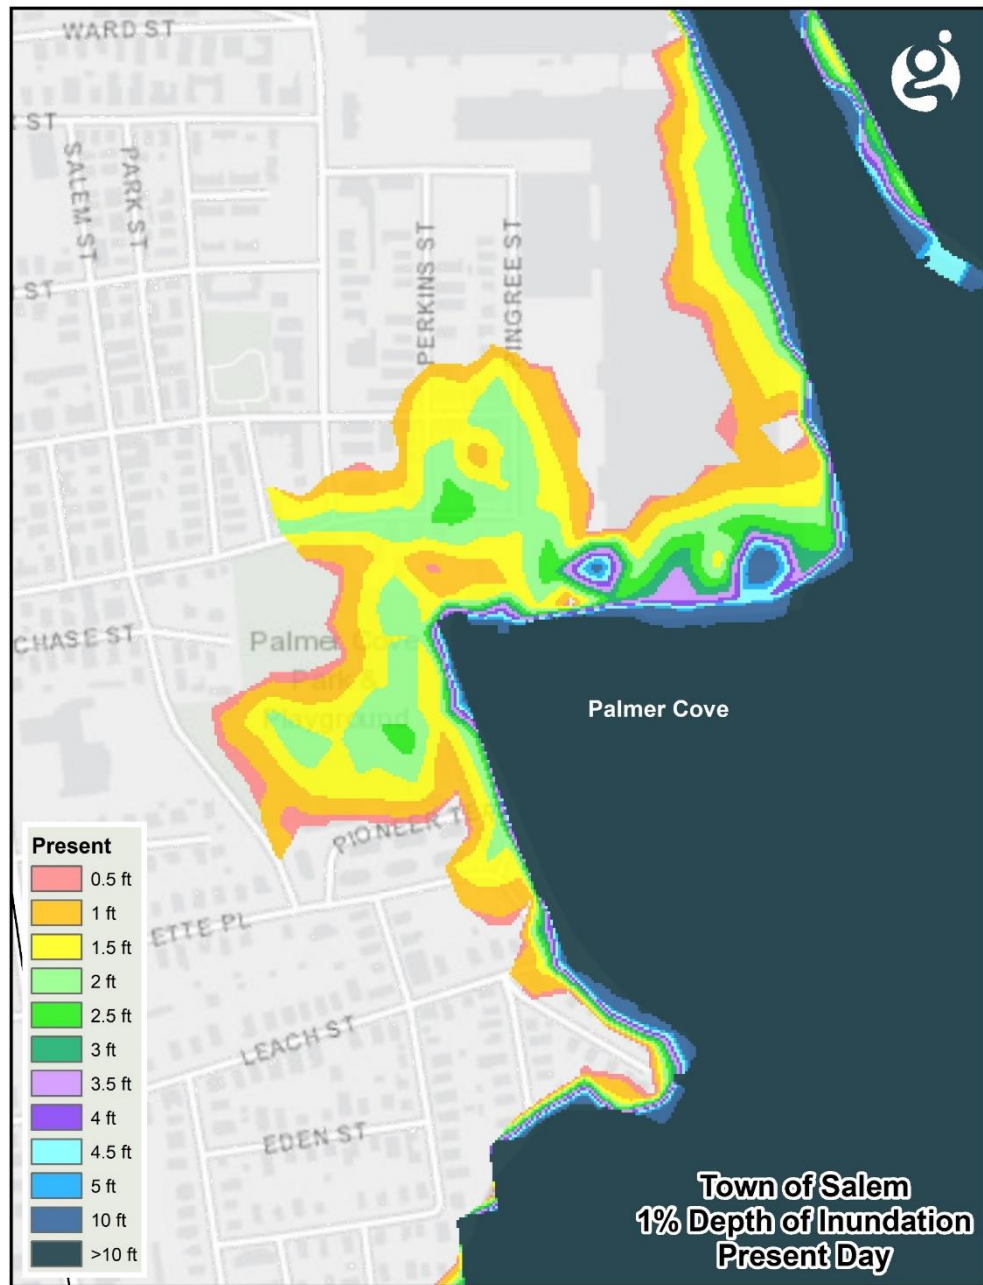 WARD ST
ST
SALEM ST
PARK ST
ST
PERKINS ST
INGREE ST
CHASE ST
Palmer Cove
Park &
Playground
Palmer Cove
PIONEER TE
ETTE PL
LEACH ST
EDEN ST
Present
0.5 ft
1 ft
1.5 ft
2 ft
2.5 ft
3 ft
3.5 ft
4 ft
4.5 ft
5 ft
10 ft
>10 ft
Town of Salem
1% Depth of Inundation
Present Day